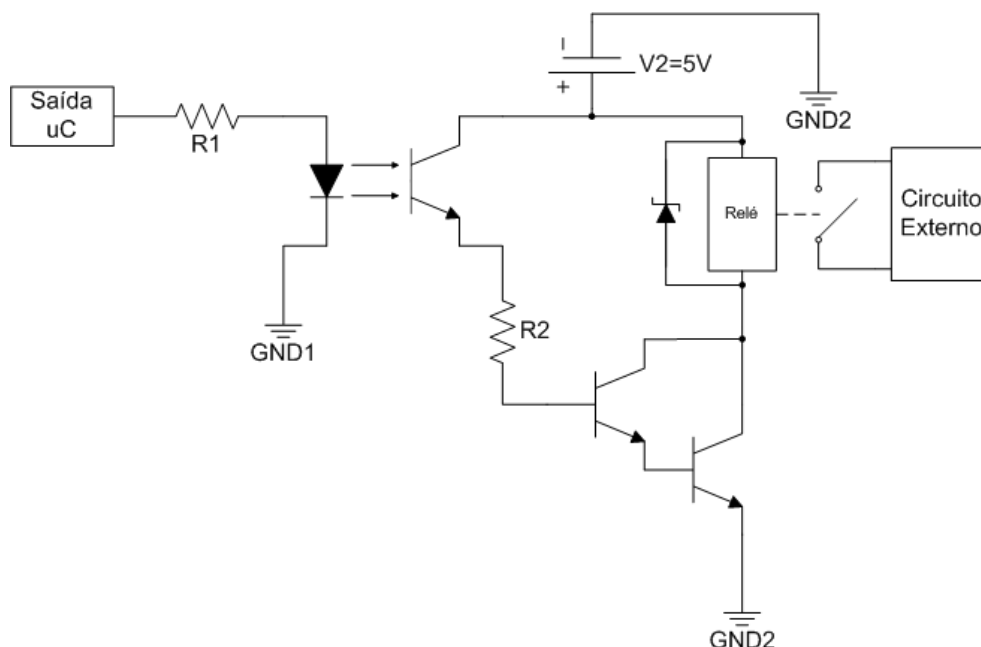 V2=5V
Saída
uC
R1
GND2
Relé
Circuito
Externo
R2
GND1
GND2